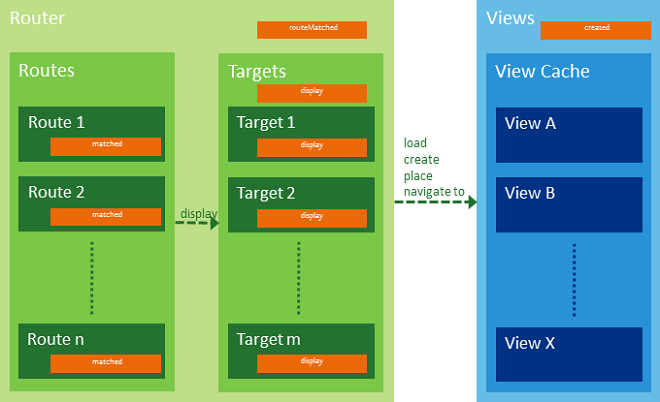 Router
routeMatched
Routes
Route 1
matched
Route 2
matched
Route n
matched
display
Targets
display
Target 1
display
Target 2
display
Target m
display
load
create
place
navigate to
Views
created
View Cache
View A
View B
View X